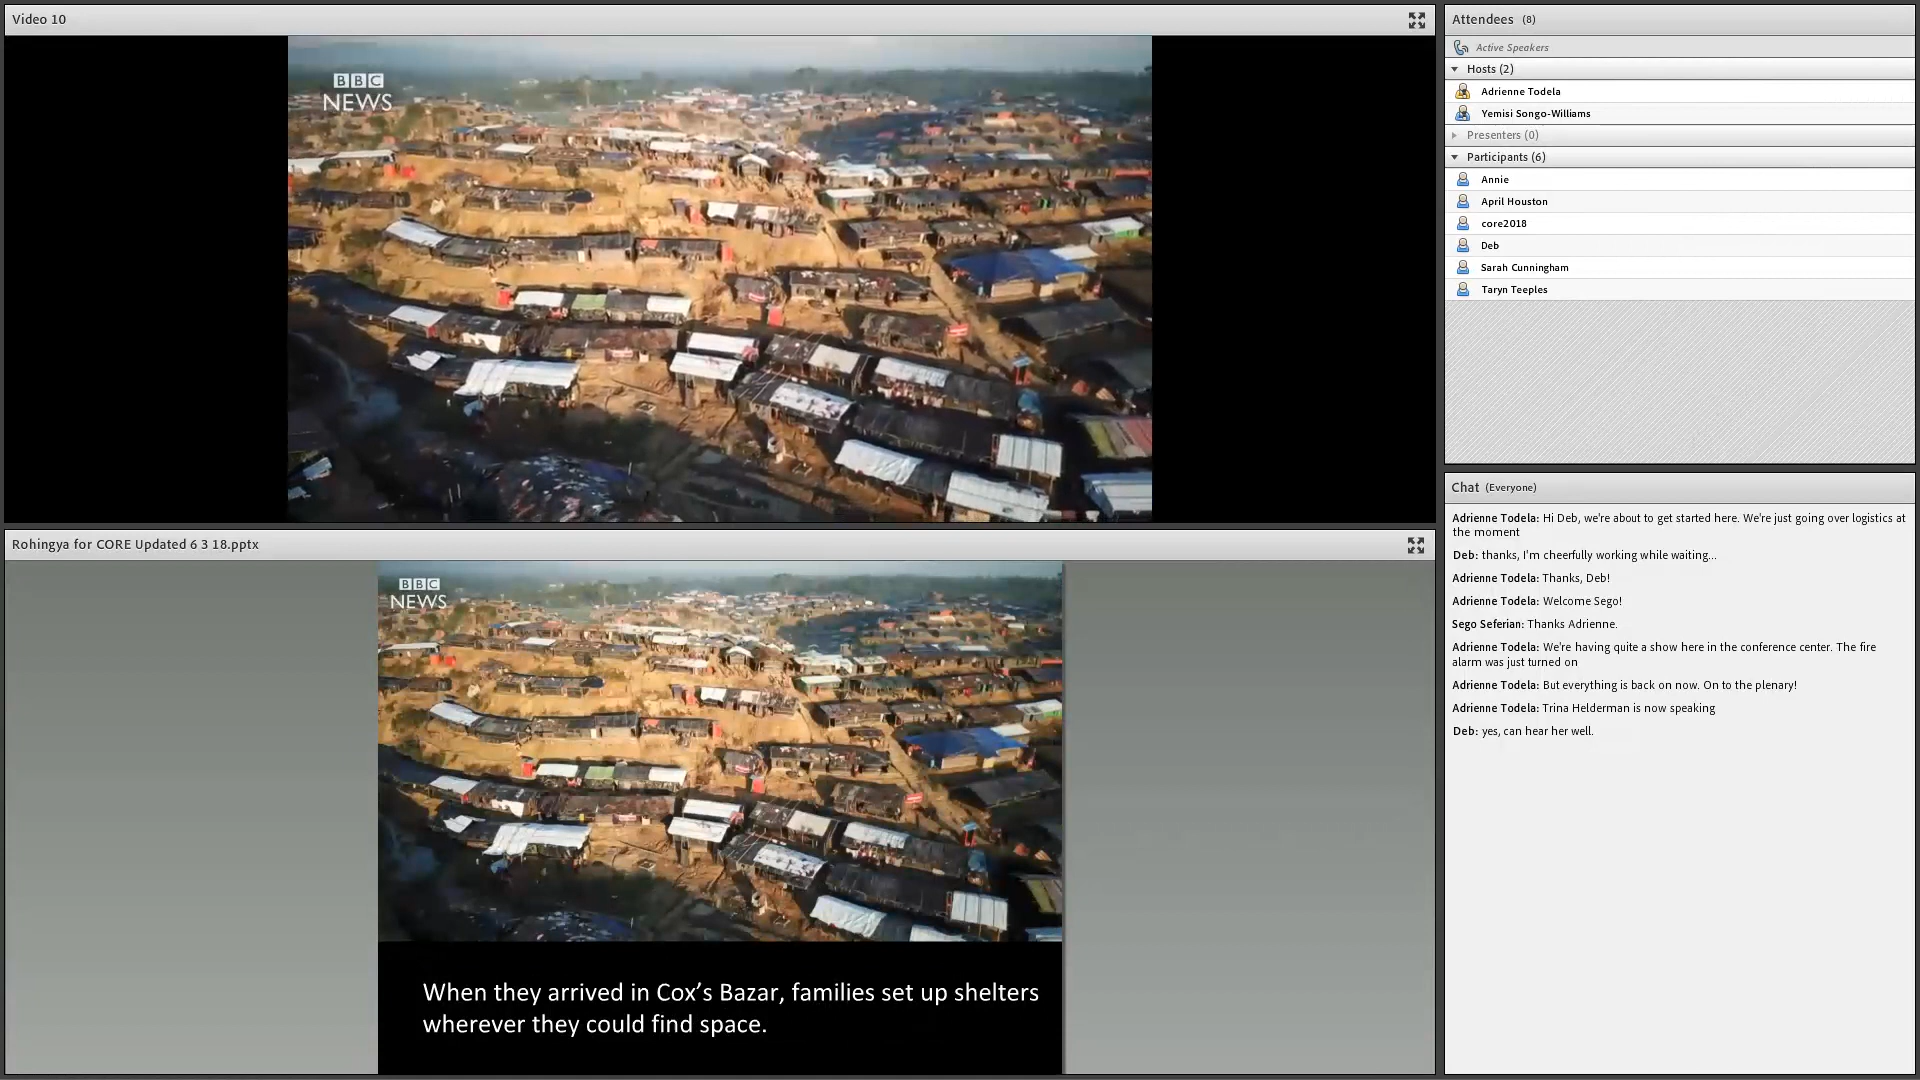 Video 10
BBC
NEWS
Rohingya for CORE Updated 6 3 18.pptx
BBC
NEWS
When they arrived in Cox’s Bazar, families set up shelters
wherever they could find space.
Attendees (8)
Active Speakers
Hosts (2)
Adrienne Todela
Yemisi Songo-Williams
Presenters (0)
Participants (6)
Annie
April Houston
core2018
Deb
Sarah Cunningham
Taryn Teeples
Chat (Everyone)
Adrienne Todela: Hi Deb, we're about to get started here. We're just going over logistics at
the moment
Deb: thanks, I'm cheerfully working while waiting...
Adrienne Todela: Thanks, Deb!
Adrienne Todela: Welcome Sego!
Sego Seferian: Thanks Adrienne.
Adrienne Todela: We're having quite a show here in the conference center. The fire
alarm was just turned on
Adrienne Todela: But everything is back on now. On to the plenary!
Adrienne Todela: Trina Helderman is now speaking
Deb: yes, can hear her well.